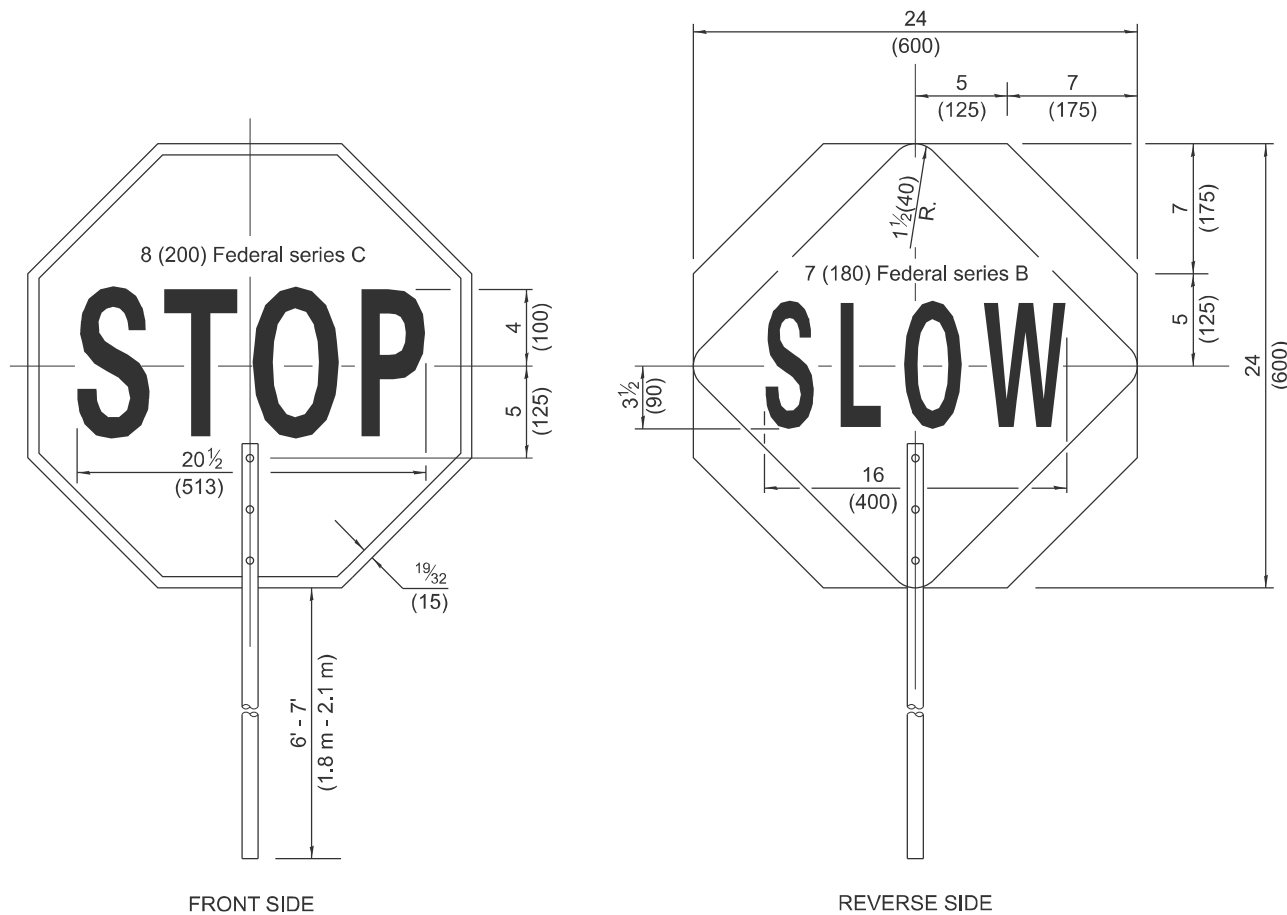 24
(600)
5
(125)
7
(175)
1½(40)
R.
7
(175)
5
(125)
24
(600)
8 (200) Federal series C
STOP
4
(100)
5
(125)
20 ½
(513)
19/32
(15)
6' - 7'
(1.8 m - 2.1 m)
7 (180) Federal series B
SLOW
3½
(90)
16
(400)
FRONT SIDE
REVERSE SIDE